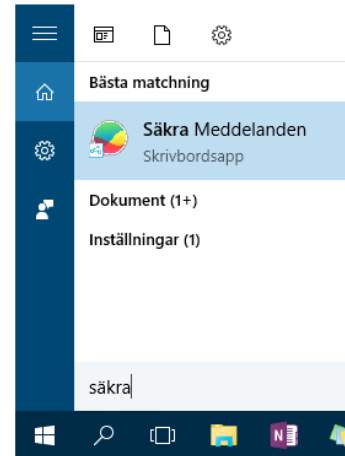 Bästa matchning
Säkra Meddelanden
Skrivbordsapp
Dokument (1+)
Inställningar (1)
säkra
N